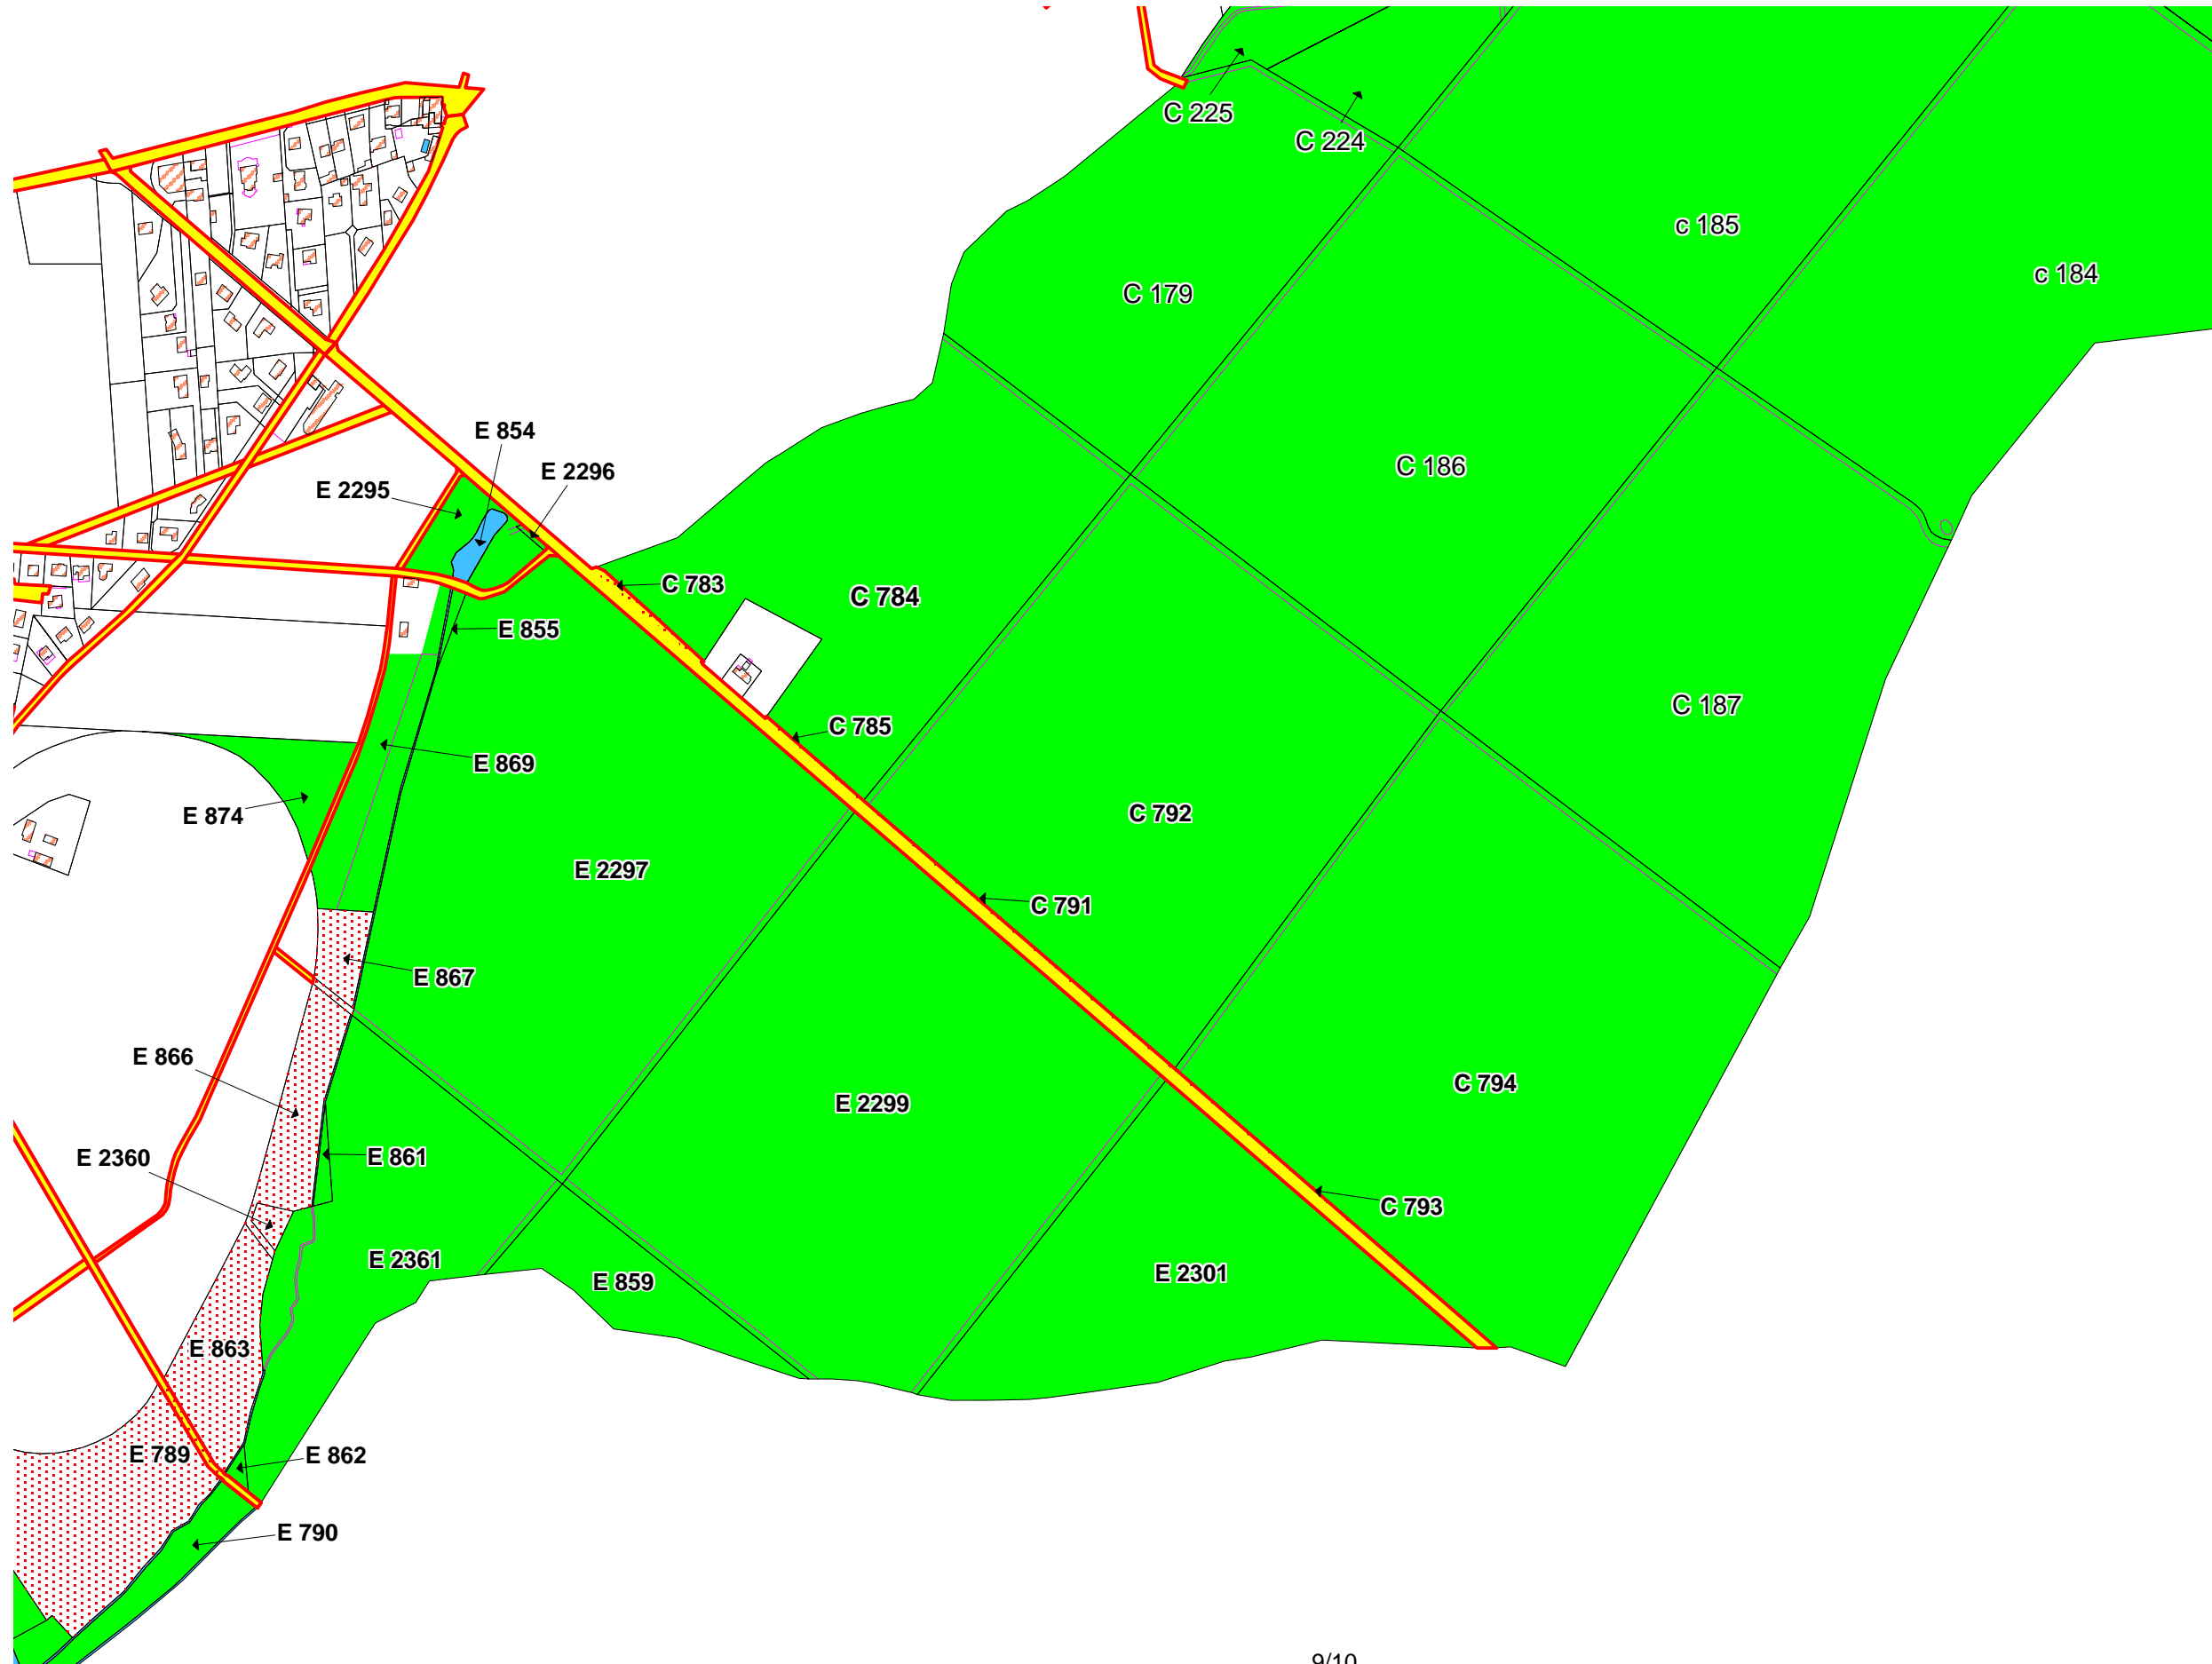 C 225
C 224
c 185
c 184
C 179
E 854
E 2296
E 2295
C 186
C 783
C 784
E 855
C 187
C 785
E 869
E 874
C 792
E 2297
C 791
E 867
E 866
C 794
E 2299
E 2360
E 861
C 793
E 2361
E 859
E 2301
E 863
E 789
E 862
E 790
9/10